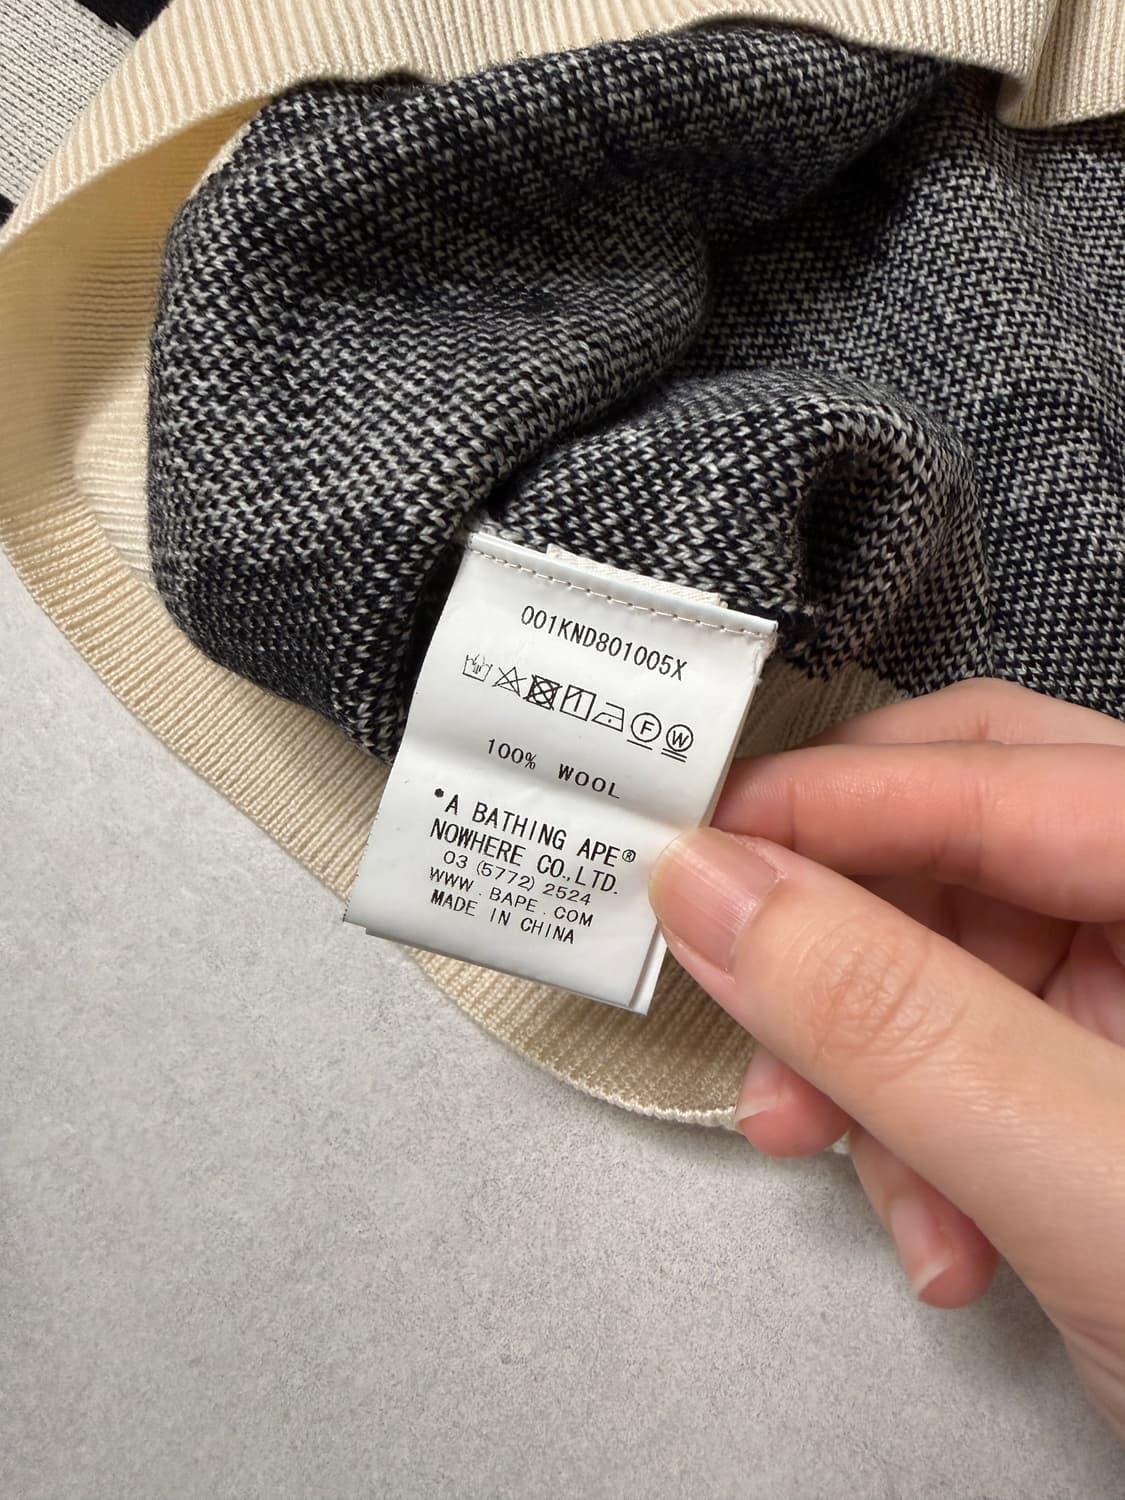 001KND801005X
F W
100% WOOL
A BATHING APE®
NOWHERE CO.,LTD.
03 (5772) 2524
WWW.BAPE.COM
MADE IN CHINA